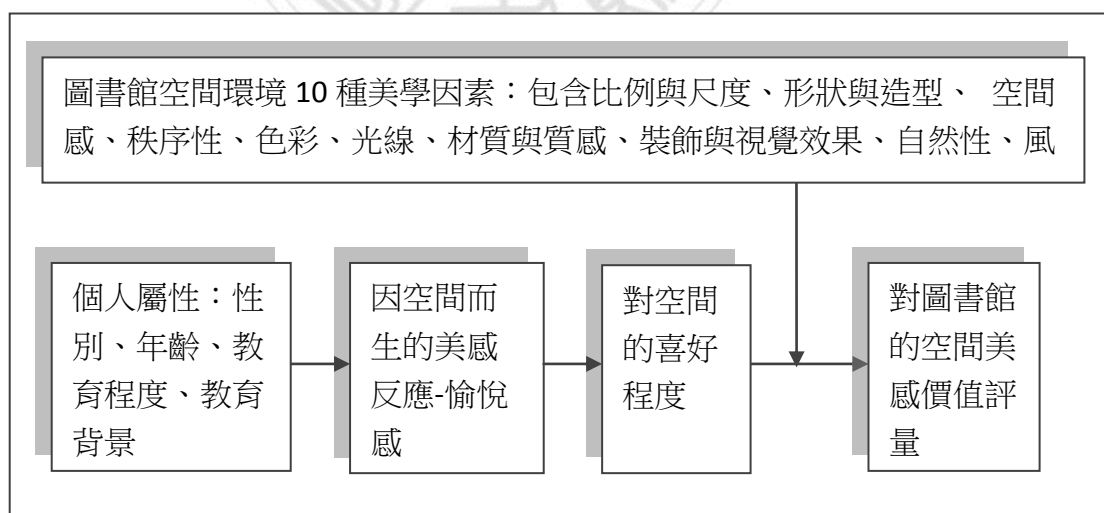 圖書館空間環境 10 種美學因素：包含比例與尺度、形狀與造型、 空間
感、秩序性、色彩、光線、材質與質感、裝飾與視覺效果、自然性、風
個人屬性：性
別、年齡、教
育程度、教育
背景
因空間而
生的美感
反應-愉悅
感
對空間
的喜好
程度
對圖書館
的空間美
感價值評
量